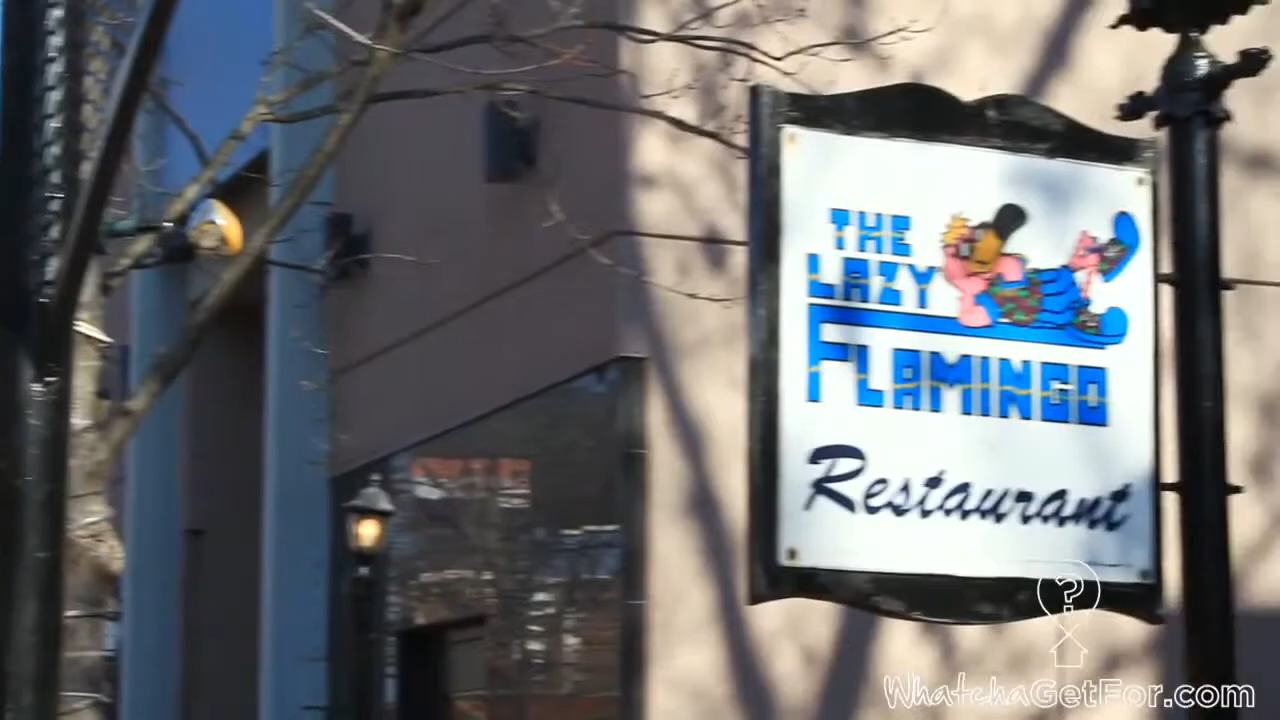 THE
LAZY
FLAMINGO
Restaurant
?
WhatchaGetFor.com